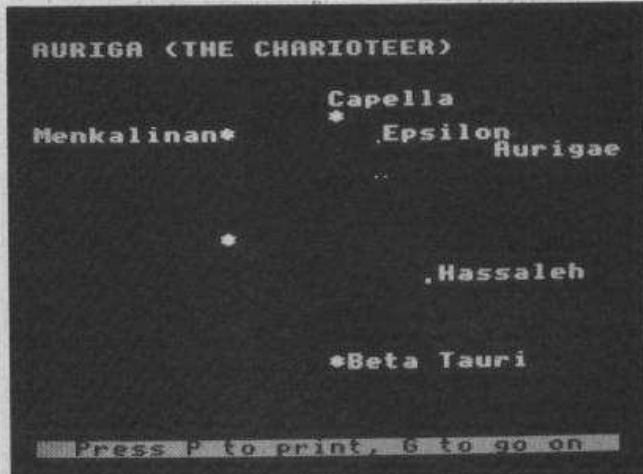 AURIGA (THE CHARIOTEER)
Capella
Menkalinan*
.Epsilon
Aurigae
.Hassaleh
*Beta Tauri
Press P to print, G to go on